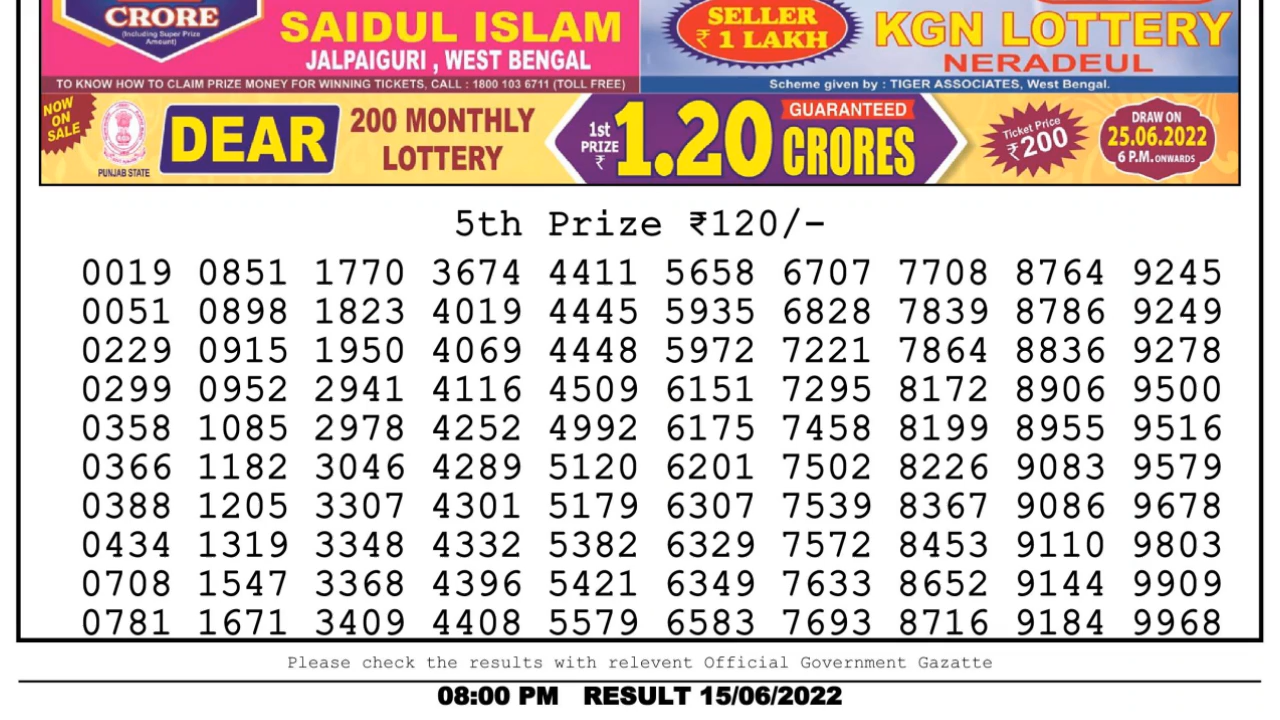 CRORE
(Including Super Prize
Amount)
SAIDUL ISLAM
JALPAIGURI , WEST BENGAL
TO KNOW HOW TO CLAIM PRIZE MONEY FOR WINNING TICKETS, CALL : 1800 103 6711 (TOLL FREE)
SELLER
₹ 1 LAKH
KGN LOTTERY
NERADEUL
Scheme given by : TIGER ASSOCIATES, West Bengal.
NOW
ON
SALE
PUNJAB STATE
DEAR
200 MONTHLY
LOTTERY
1st
PRIZE
₹
1.20
GUARANTEED
CRORES
Ticket Price
₹200
DRAW ON
25.06.2022
6 P.M. ONWARDS
5th Prize ₹120/-
0019 0851 1770 3674 4411 5658 6707 7708 8764 9245
0051 0898 1823 4019 4445 5935 6828 7839 8786 9249
0229 0915 1950 4069 4448 5972 7221 7864 8836 9278
0299 0952 2941 4116 4509 6151 7295 8172 8906 9500
0358 1085 2978 4252 4992 6175 7458 8199 8955 9516
0366 1182 3046 4289 5120 6201 7502 8226 9083 9579
0388 1205 3307 4301 5179 6307 7539 8367 9086 9678
0434 1319 3348 4332 5382 6329 7572 8453 9110 9803
0708 1547 3368 4396 5421 6349 7633 8652 9144 9909
0781 1671 3409 4408 5579 6583 7693 8716 9184 9968
Please check the results with relevent Official Government Gazatte
08:00 PM RESULT 15/06/2022